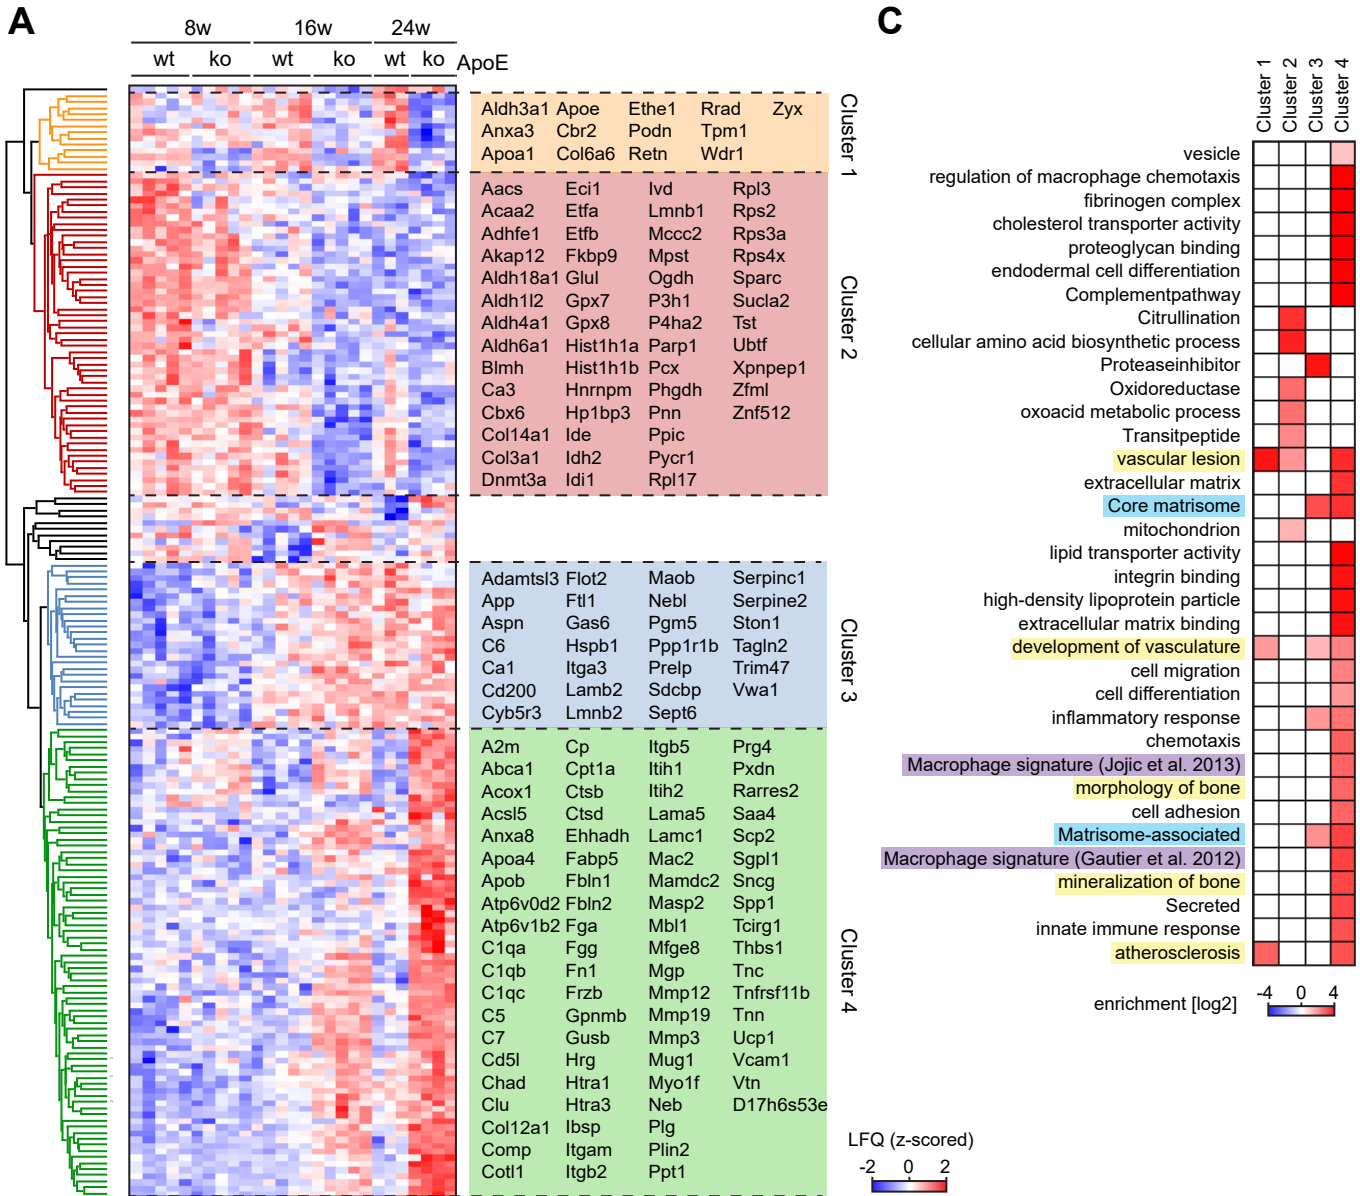 A
8w 16w 24w
wt ko wt ko wt ko ApoE
Aldh3a1 Apoe Ethe1 Rrad Zyx
Anxa3 Cbr2 Podn Tpm1
Apoa1 Col6a6 Retn Wdr1
Cluster 1
Aacs Eci1 Ivd Rpl3
Acaa2 Etfa Lmnb1 Rps2
Adhfe1 Etfb Mccc2 Rps3a
Akap12 Fkbp9 Mpst Rps4x
Aldh18a1 Glul Ogdh Sparc
Aldh1l2 Gpx7 P3h1 Sucla2
Aldh4a1 Gpx8 P4ha2 Tst
Aldh6a1 Hist1h1a Parp1 Ubtf
Blmh Hist1h1b Pcx Xpnpep1
Ca3 Hnrnpm Phgdh Zfml
Cbx6 Hp1bp3 Pnn Znf512
Col14a1 Ide Ppic
Col3a1 Idh2 Pycr1
Dnmt3a Idi1 Rpl17
Cluster 2
Adamtsl3 Flot2 Maob Serpinc1
App Ftl1 Nebl Serpine2
Aspn Gas6 Pgm5 Ston1
C6 Hspb1 Ppp1r1b Tagln2
Ca1 Itga3 Prelp Trim47
Cd200 Lamb2 Sdcbp Vwa1
Cyb5r3 Lmnb2 Sept6
Cluster 3
A2m Cp Itgb5 Prg4
Abca1 Cpt1a Itih1 Pxdn
Acox1 Ctsb Itih2 Rarres2
Acsl5 Ctsd Lama5 Saa4
Anxa8 Ehhadh Lamc1 Scp2
Apoa4 Fabp5 Mac2 Sgpl1
Apob Fbln1 Mamdc2 Sncg
Atp6v0d2 Fbln2 Masp2 Spp1
Atp6v1b2 Fga Mbl1 Tcirg1
C1qa Fgg Mfge8 Thbs1
C1qb Fn1 Mgp Tnc
C1qc Frzb Mmp12 Tnfrsf11b
C5 Gpnmb Mmp19 Tnn
C7 Gusb Mmp3 Ucp1
Cd5l Hrg Mug1 Vcam1
Chad Htra1 Myo1f Vtn
Clu Htra3 Neb D17h6s53e
Col12a1 Ibsp Plg
Comp Itgam Plin2
Cotl1 Itgb2 Ppt1
Cluster 4
LFQ (z-scored)
-2 0 2
C
Cluster 1 Cluster 2 Cluster 3 Cluster 4
vesicle
regulation of macrophage chemotaxis
fibrinogen complex
cholesterol transporter activity
proteoglycan binding
endodermal cell differentiation
Complementpathway
Citrullination
cellular amino acid biosynthetic process
Proteaseinhibitor
Oxidoreductase
oxoacid metabolic process
Transitpeptide
vascular lesion
extracellular matrix
Core matrisome
mitochondrion
lipid transporter activity
integrin binding
high-density lipoprotein particle
extracellular matrix binding
development of vasculature
cell migration
cell differentiation
inflammatory response
chemotaxis
Macrophage signature (Jojic et al. 2013)
morphology of bone
cell adhesion
Matrisome-associated
Macrophage signature (Gautier et al. 2012)
mineralization of bone
Secreted
innate immune response
atherosclerosis
enrichment [log2]
-4 0 4